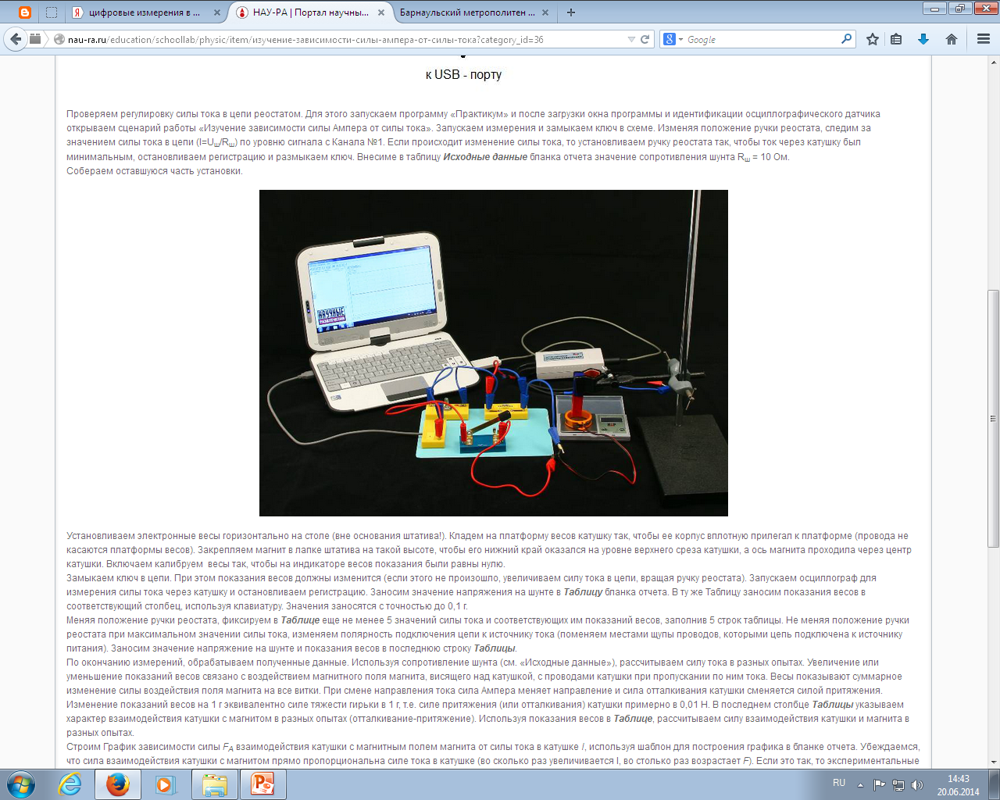 цифровые измерения в ...
НАУ-РА | Портал научны...
Барнаульский метрополитен ...
nau-ra.ru/education/schoollab/physic/item/изучение-зависимости-силы-ампера-от-силы-тока?category_id=36
Google
к USB - порту
Проверяем регулировку силы тока в цепи реостатом. Для этого запускаем программу «Практикум» и после загрузки окна программы и идентификации осциллографического датчика
открываем сценарий работы «Изучение зависимости силы Ампера от силы тока». Запускаем измерения и замыкаем ключ в схеме. Изменяя положение ручки реостата, следим за
значением силы тока в цепи (I=Uш/Rш) по уровню сигнала с Канала №1. Если происходит изменение силы тока, то установливаем ручку реостата так, чтобы ток через катушку был
минимальным, остановливаем регистрацию и размыкаем ключ. Внесиме в таблицу Исходные данные бланка отчета значение сопротивления шунта Rш = 10 Ом.
Собераем оставшуюся часть установки.
НАУЧНЫЕ
РАЗВЛЕЧЕНИЯ
Установливаем электронные весы горизонтально на столе (вне основания штатива!). Кладем на платформу весов катушку так, чтобы ее корпус вплотную прилегал к платформе (провода не
касаются платформы весов). Закрепляем магнит в лапке штатива на такой высоте, чтобы его нижний край оказался на уровне верхнего среза катушки, а ось магнита проходила через центр
катушки. Включаем калибруем весы так, чтобы на индикаторе весов показания были равны нулю.
Замыкаем ключ в цепи. При этом показания весов должны изменится (если этого не произошло, увеличиваем силу тока в цепи, вращая ручку реостата). Запускаем осциллограф для
измерения силы тока через катушку и остановливаем регистрацию. Заносим значение напряжения на шунте в Таблицу бланка отчета. В ту же Таблицу заносим показания весов в
соответствующий столбец, используя клавиатуру. Значения заносятся с точностью до 0,1 г.
Меняя положение ручки реостата, фиксируем в Таблице еще не менее 5 значений силы тока и соответствующих им показаний весов, заполнив 5 строк таблицы. Не меняя положение ручки
реостата при максимальном значении силы тока, изменяем полярность подключения цепи к источнику тока (поменяем местами щупы проводов, которыми цепь подключена к источнику
питания). Заносим значение напряжение на шунте и показания весов в последнюю строку Таблицы.
По окончанию измерений, обрабатываем полученные данные. Используя сопротивление шунта (см. «Исходные данные»), рассчитываем силу тока в разных опытах. Увеличение или
уменьшение показаний весов связано с воздействием магнитного поля магнита, висящего над катушкой, с проводами катушки при пропускании по ним тока. Весы показывают суммарное
изменение силы воздействия поля магнита на все витки. При смене направления тока сила Ампера меняет направление и сила отталкивания катушки сменяется силой притяжения.
Изменение показаний весов на 1 г эквивалентно силе тяжести гирьки в 1 г, т.е. силе притяжения (или отталкивания) катушки примерно в 0,01 Н. В последнем столбце Таблицы указываем
характер взаимодействия катушки с магнитом в разных опытах (отталкивание-притяжение). Используя показания весов в Таблице, рассчитываем силу взаимодействия катушки и магнита в
разных опытах.
Строим График зависимости силы FA взаимодействия катушки с магнитным полем магнита от силы тока в катушке I, используя шаблон для построения графика в бланке отчета. Убеждаемся,
что сила взаимодействия катушки с магнитом прямо пропорциональна силе тока в катушке (во сколько раз увеличивается I, во столько раз возрастает F). Если это так, то экспериментальные
RU
14:43
20.06.2014